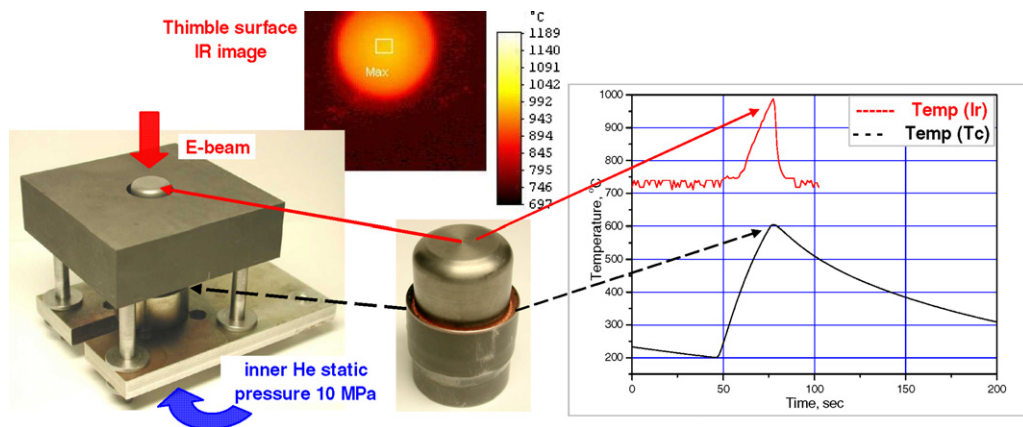 Thimble surface
IR image
Max
°C
1189
1140
1091
1042
992
943
894
845
795
746
697
E-beam
inner He static
pressure 10 MPa
Temp (Ir)
Temp (Tc)
Temperature, °C
1000
900
800
700
600
500
400
300
200
0
50
100
150
200
Time, sec